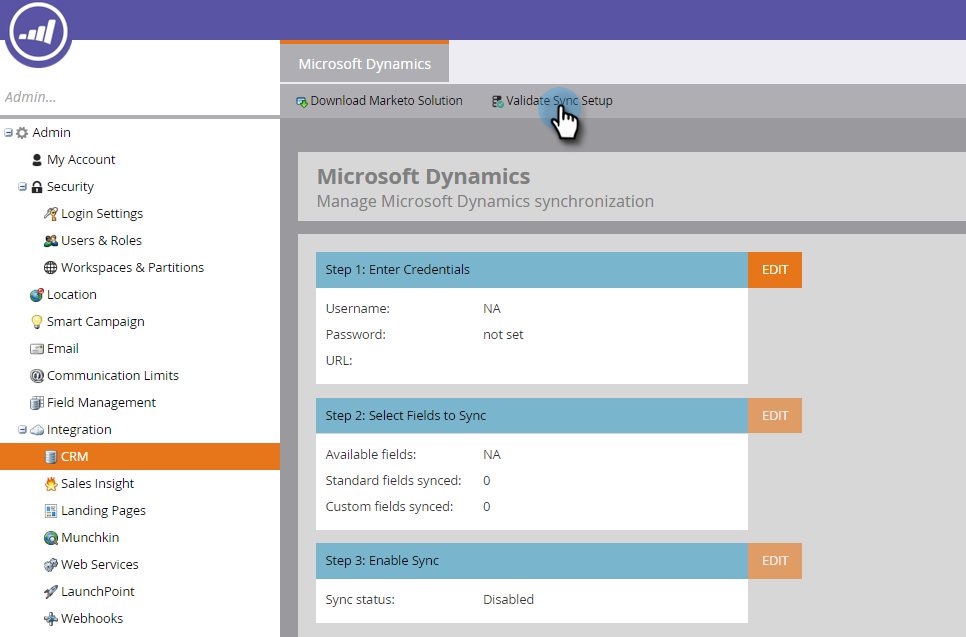 Admin...
Admin
My Account
Security
Login Settings
Users & Roles
Workspaces & Partitions
Location
Smart Campaign
Email
Communication Limits
Field Management
Integration
CRM
Sales Insight
Landing Pages
Munchkin
Web Services
LaunchPoint
Webhooks
Microsoft Dynamics
Download Marketo Solution Validate Sync Setup
Microsoft Dynamics
Manage Microsoft Dynamics synchronization
Step 1: Enter Credentials EDIT
Username: NA
Password: not set
URL:
Step 2: Select Fields to Sync EDIT
Available fields: NA
Standard fields synced: 0
Custom fields synced: 0
Step 3: Enable Sync EDIT
Sync status: Disabled